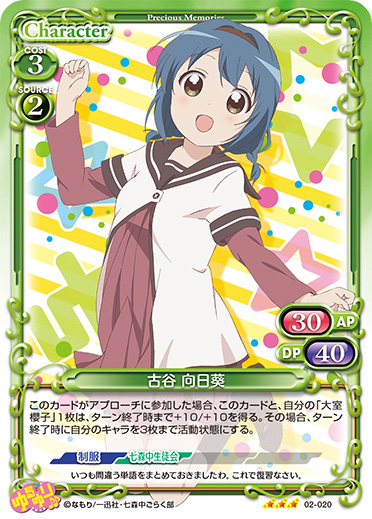 Precious Memories
Character
COST
3
SOURCE
2
30 AP
DP 40
古谷 向日葵
このカードがアプローチに参加した場合、このカードと、自分の「大室
櫻子」1枚は、ターン終了時まで+10/+10を得る。その場合、ターン
終了時に自分のキャラを3枚まで活動状態にする。
制服 七森中生徒会
いつも間違う単語をまとめておきましたわ。これで復習なさい。
ゆるゆり
©なもり/一迅社・七森中ごらく部
02-020